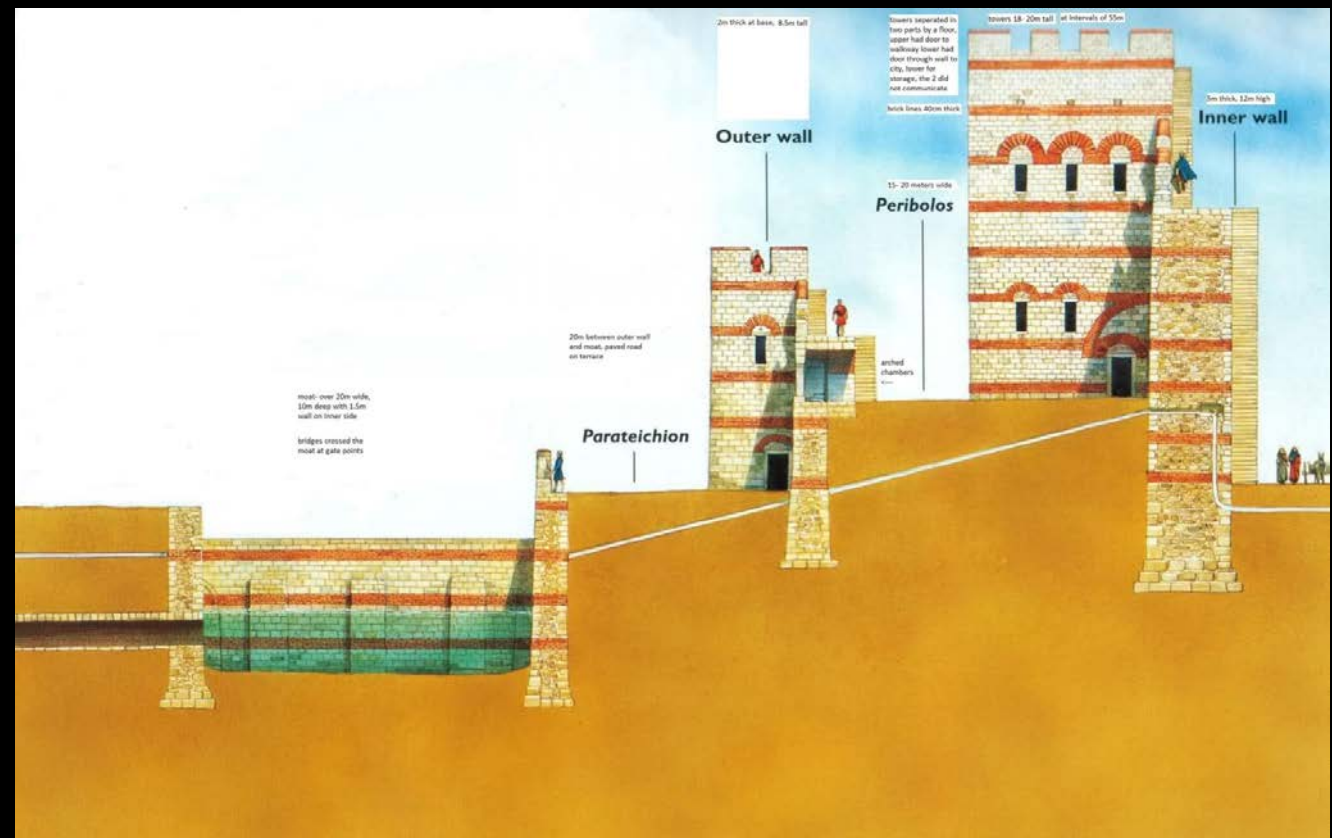 2m thick at base, 8.5m tall
Outer wall
towers seperated in
two parts by a floor,
upper had door to
walkway lower had
door through wall to
city, lower for
storage, the 2 did
not communicate
brick lines 40cm thick
towers 18- 20m tall
at intervals of 55m
5m thick, 12m high
Inner wall
15- 20 meters wide
Peribolos
20m between outer wall
and moat, paved road
on terrace
arched
chambers
<—
moat- over 20m wide,
10m deep with 1.5m
wall on Inner side
bridges crossed the
moat at gate points
Parateichion